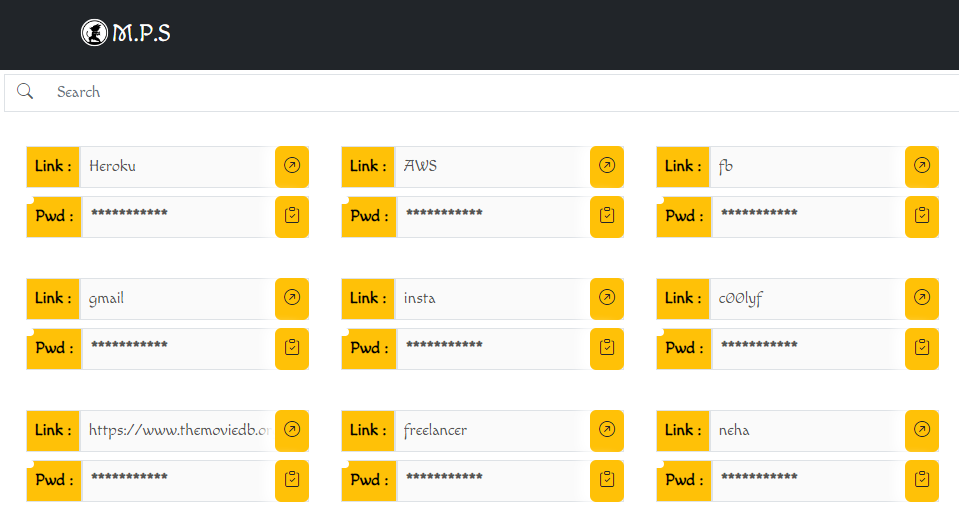 M.P.S
Search
Link : Heroku Link : AWS Link : fb
Pwd : *********** Pwd : *********** Pwd : ***********
Link : gmail Link : insta Link : c00lyf
Pwd : *********** Pwd : *********** Pwd : ***********
Link : https://www.themoviedb.or Link : freelancer Link : neha
Pwd : *********** Pwd : *********** Pwd : ***********